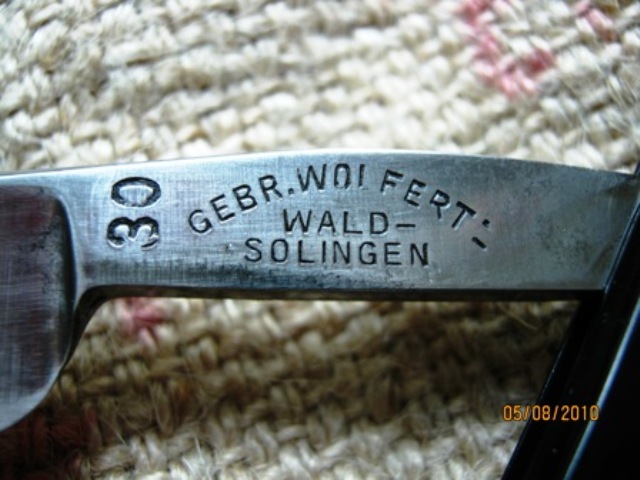 30
GEBR. WOLFERT
WALD-
SOLINGEN
05/08/2010